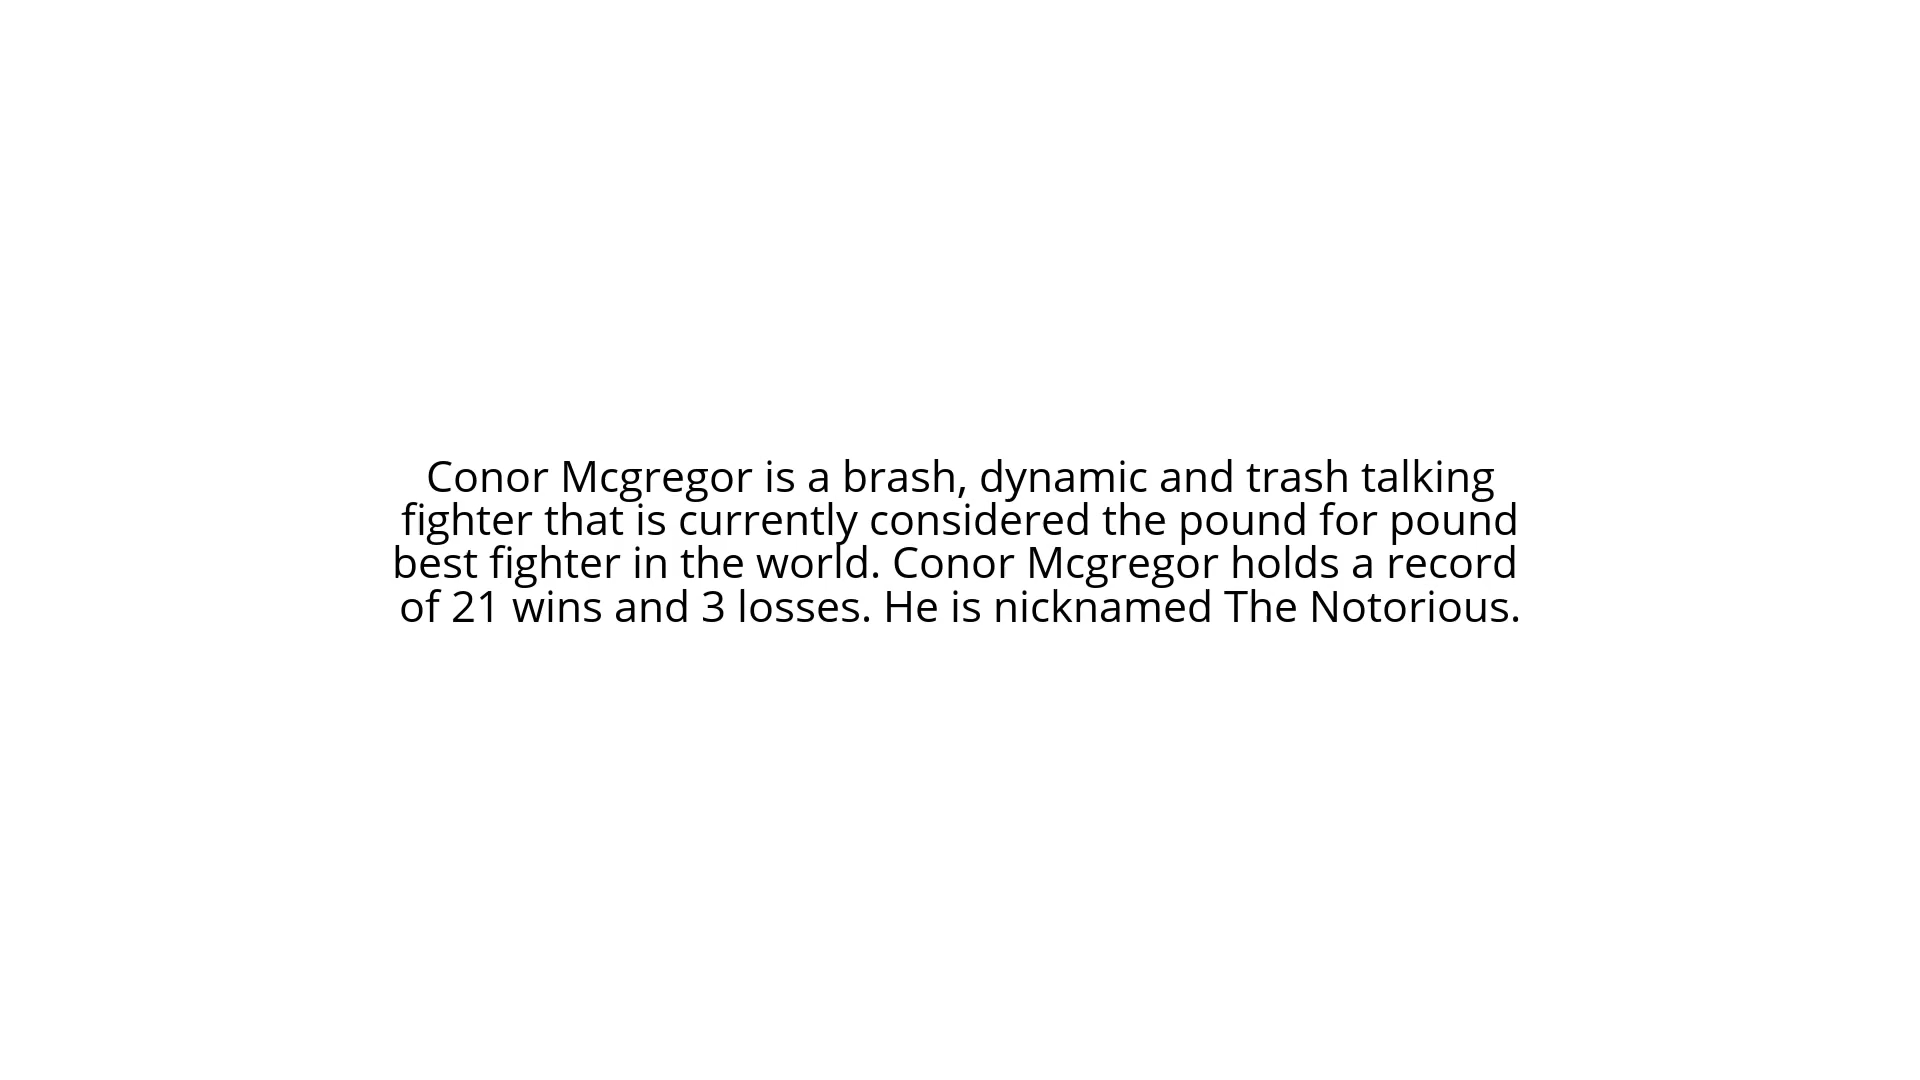 Conor Mcgregor is a brash, dynamic and trash talking
fighter that is currently considered the pound for pound
best fighter in the world. Conor Mcgregor holds a record
of 21 wins and 3 losses. He is nicknamed The Notorious.